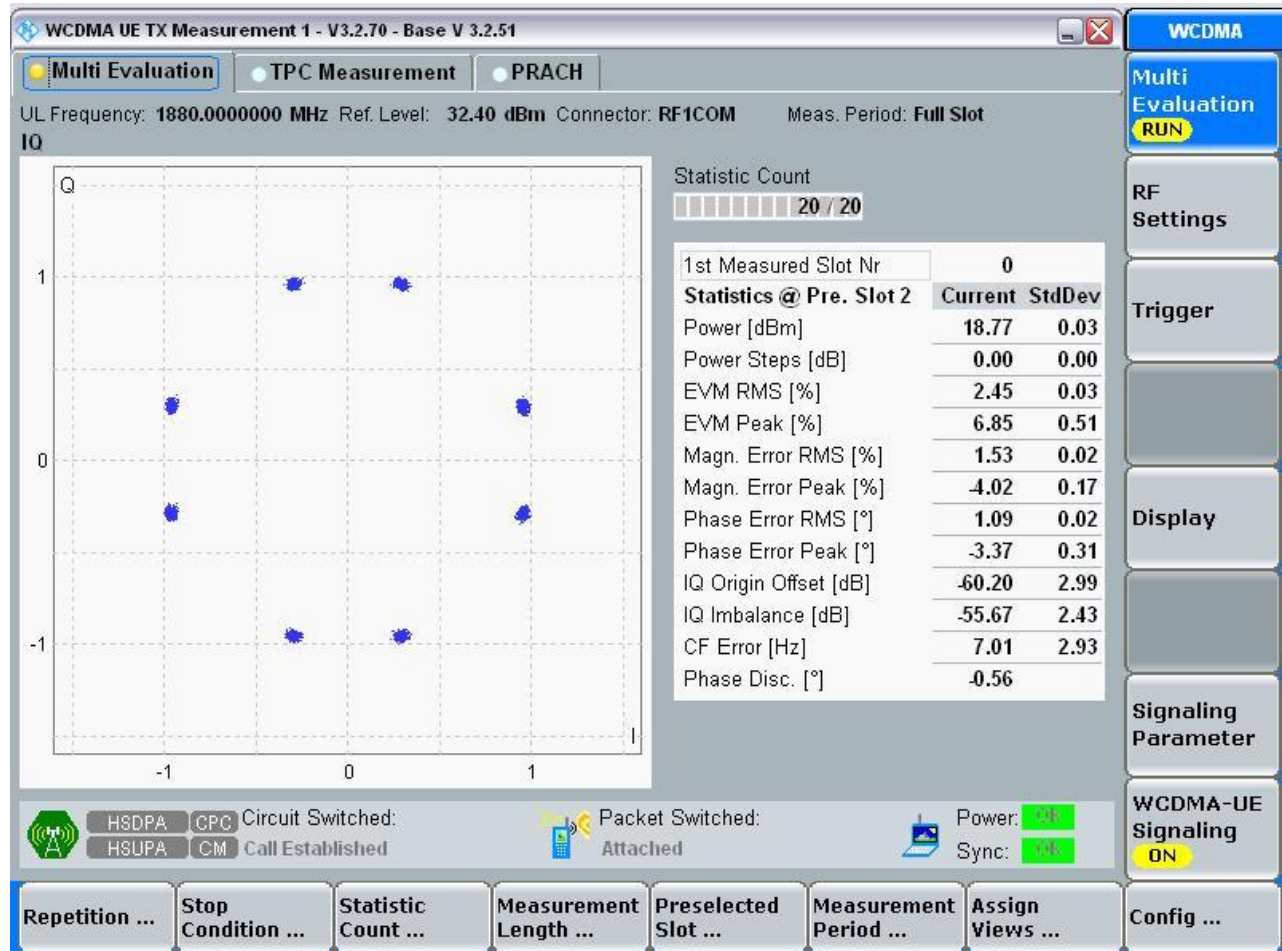 WCDMA UE TX Measurement 1 - V3.2.70 - Base V 3.2.51
WCDMA
Multi Evaluation TPC Measurement PRACH
UL Frequency: 1880.0000000 MHz Ref. Level: 32.40 dBm Connector: RF1COM Meas. Period: Full Slot
IQ
Q
1
0
-1
I
-1 0 1
Statistic Count
20 / 20
1st Measured Slot Nr 0
Statistics @ Pre. Slot 2 Current StdDev
Power [dBm] 18.77 0.03
Power Steps [dB] 0.00 0.00
EVM RMS [%] 2.45 0.03
EVM Peak [%] 6.85 0.51
Magn. Error RMS [%] 1.53 0.02
Magn. Error Peak [%] -4.02 0.17
Phase Error RMS [°] 1.09 0.02
Phase Error Peak [°] -3.37 0.31
IQ Origin Offset [dB] -60.20 2.99
IQ Imbalance [dB] -55.67 2.43
CF Error [Hz] 7.01 2.93
Phase Disc. [°] -0.56
HSDPA CPC Circuit Switched: Packet Switched: Power: Ok
HSUPA CM Call Established Attached Sync: Ok
Multi
Evaluation
RUN
RF
Settings
Trigger
Display
Signaling
Parameter
WCDMA-UE
Signaling
ON
Repetition ...
Stop
Condition ...
Statistic
Count ...
Measurement
Length ...
Preselected
Slot ...
Measurement
Period ...
Assign
Views ...
Config ...